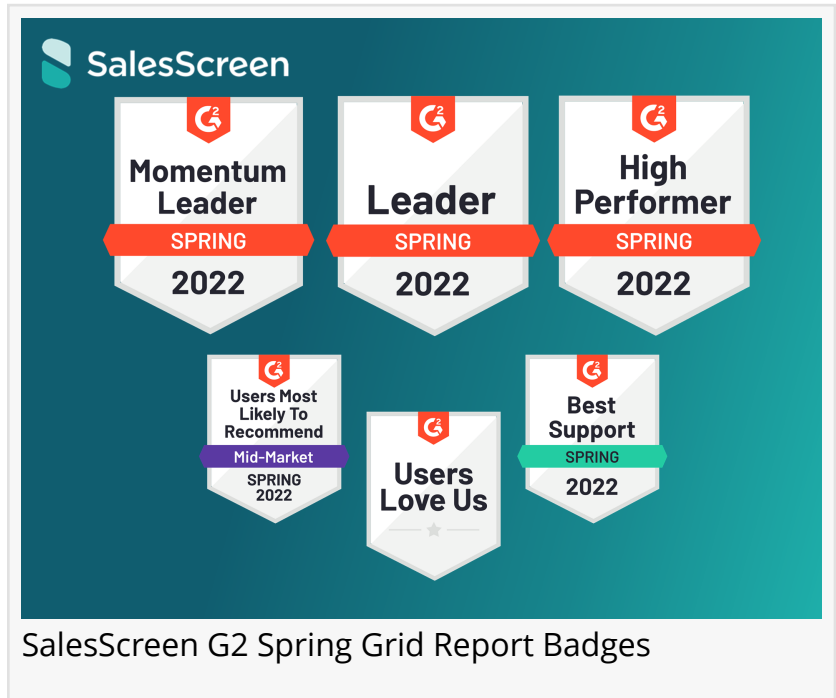 SalesScreen
G2
Momentum
Leader
SPRING
2022
G2
Leader
SPRING
2022
G2
High
Performer
SPRING
2022
G2
Users Most
Likely To
Recommend
Mid-Market
SPRING
2022
G2
Users
Love Us
G2
Best
Support
SPRING
2022
SalesScreen G2 Spring Grid Report Badges